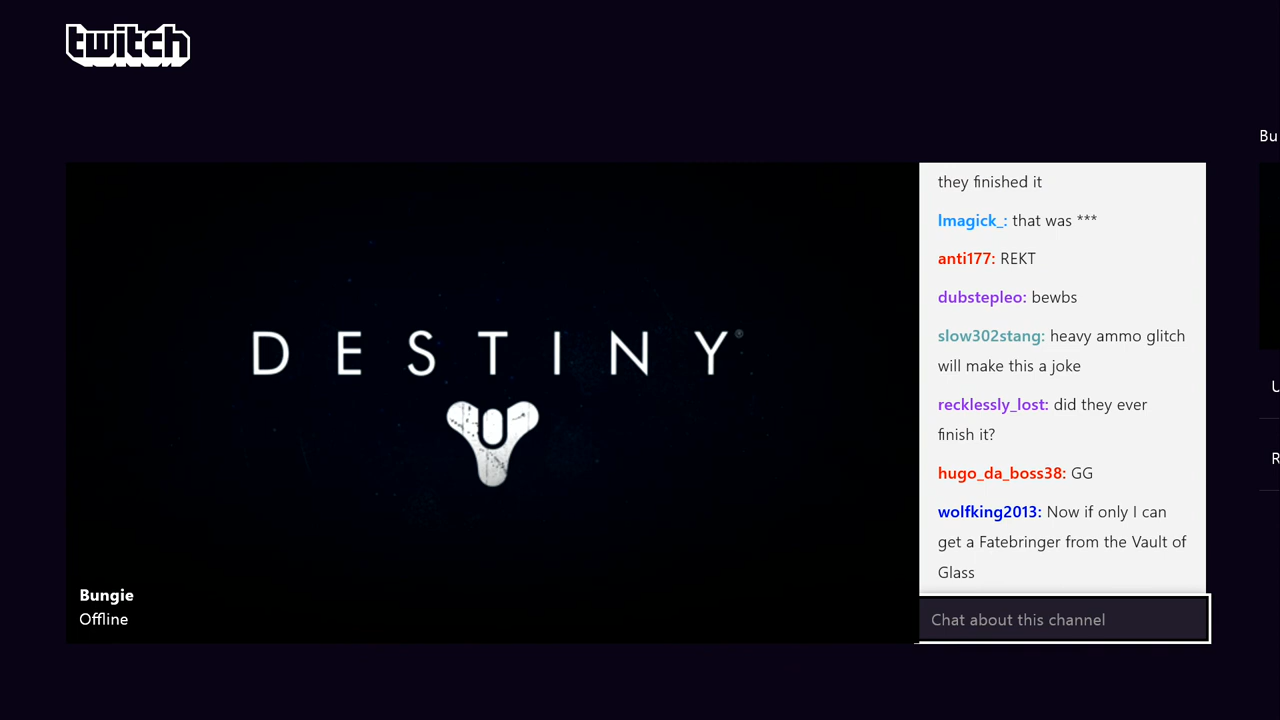 twitch
Bu
they finished it
lmagick_: that was ***
anti177: REKT
dubstepleo: bewbs
slow302stang: heavy ammo glitch
will make this a joke
DESTINY®
recklessly_lost: did they ever
finish it?
hugo_da_boss38: GG
wolfking2013: Now if only I can
get a Fatebringer from the Vault of
Glass
Bungie
Offline
Chat about this channel
U
R